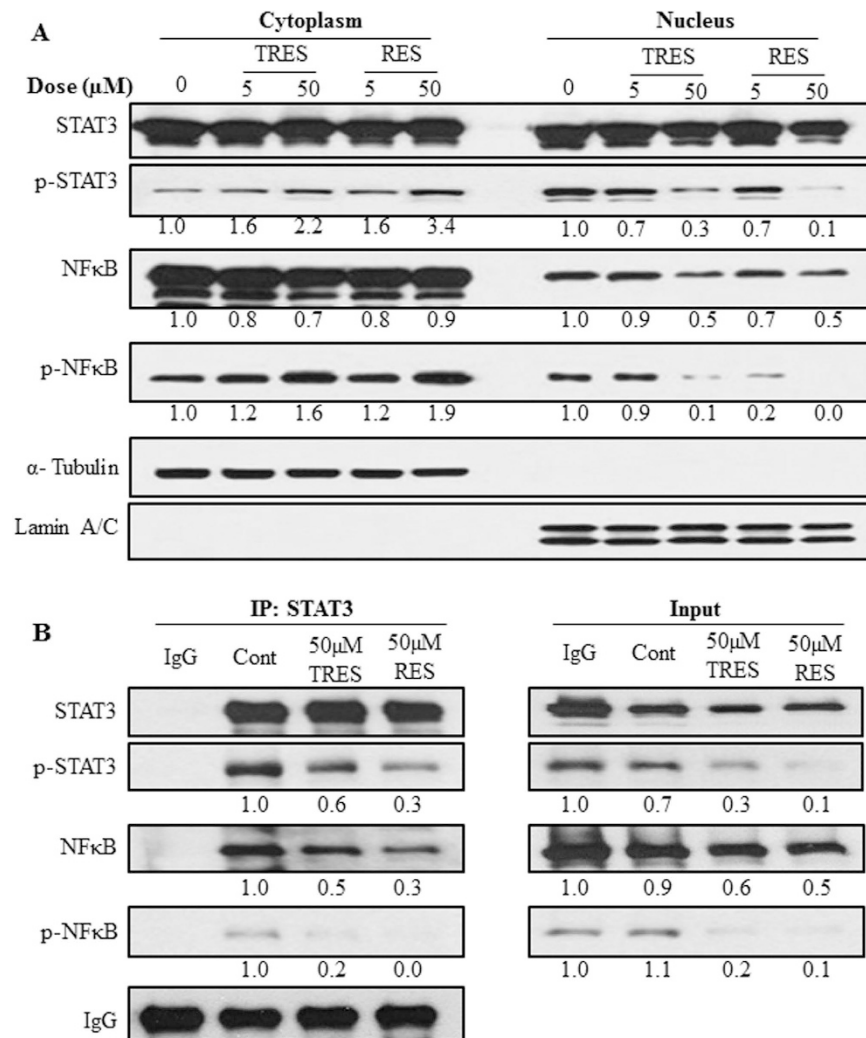 A
Cytoplasm Nucleus
TRES RES TRES RES
Dose (μM) 0 5 50 5 50 0 5 50 5 50
STAT3
p-STAT3
1.0 1.6 2.2 1.6 3.4 1.0 0.7 0.3 0.7 0.1
NFκB
1.0 0.8 0.7 0.8 0.9 1.0 0.9 0.5 0.7 0.5
p-NFκB
1.0 1.2 1.6 1.2 1.9 1.0 0.9 0.1 0.2 0.0
α- Tubulin
Lamin A/C
B
IP: STAT3 Input
IgG Cont 50μM TRES 50μM RES IgG Cont 50μM TRES 50μM RES
STAT3
p-STAT3
1.0 0.6 0.3 1.0 0.7 0.3 0.1
NFκB
1.0 0.5 0.3 1.0 0.9 0.6 0.5
p-NFκB
1.0 0.2 0.0 1.0 1.1 0.2 0.1
IgG